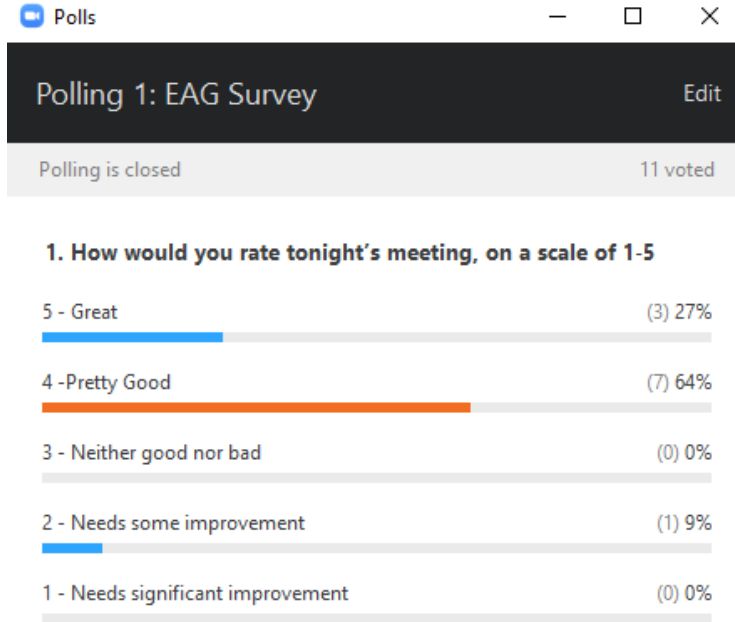 Polls
Polling 1: EAG Survey Edit
Polling is closed 11 voted
1. How would you rate tonight’s meeting, on a scale of 1-5
5 - Great (3) 27%
4 -Pretty Good (7) 64%
3 - Neither good nor bad (0) 0%
2 - Needs some improvement (1) 9%
1 - Needs significant improvement (0) 0%